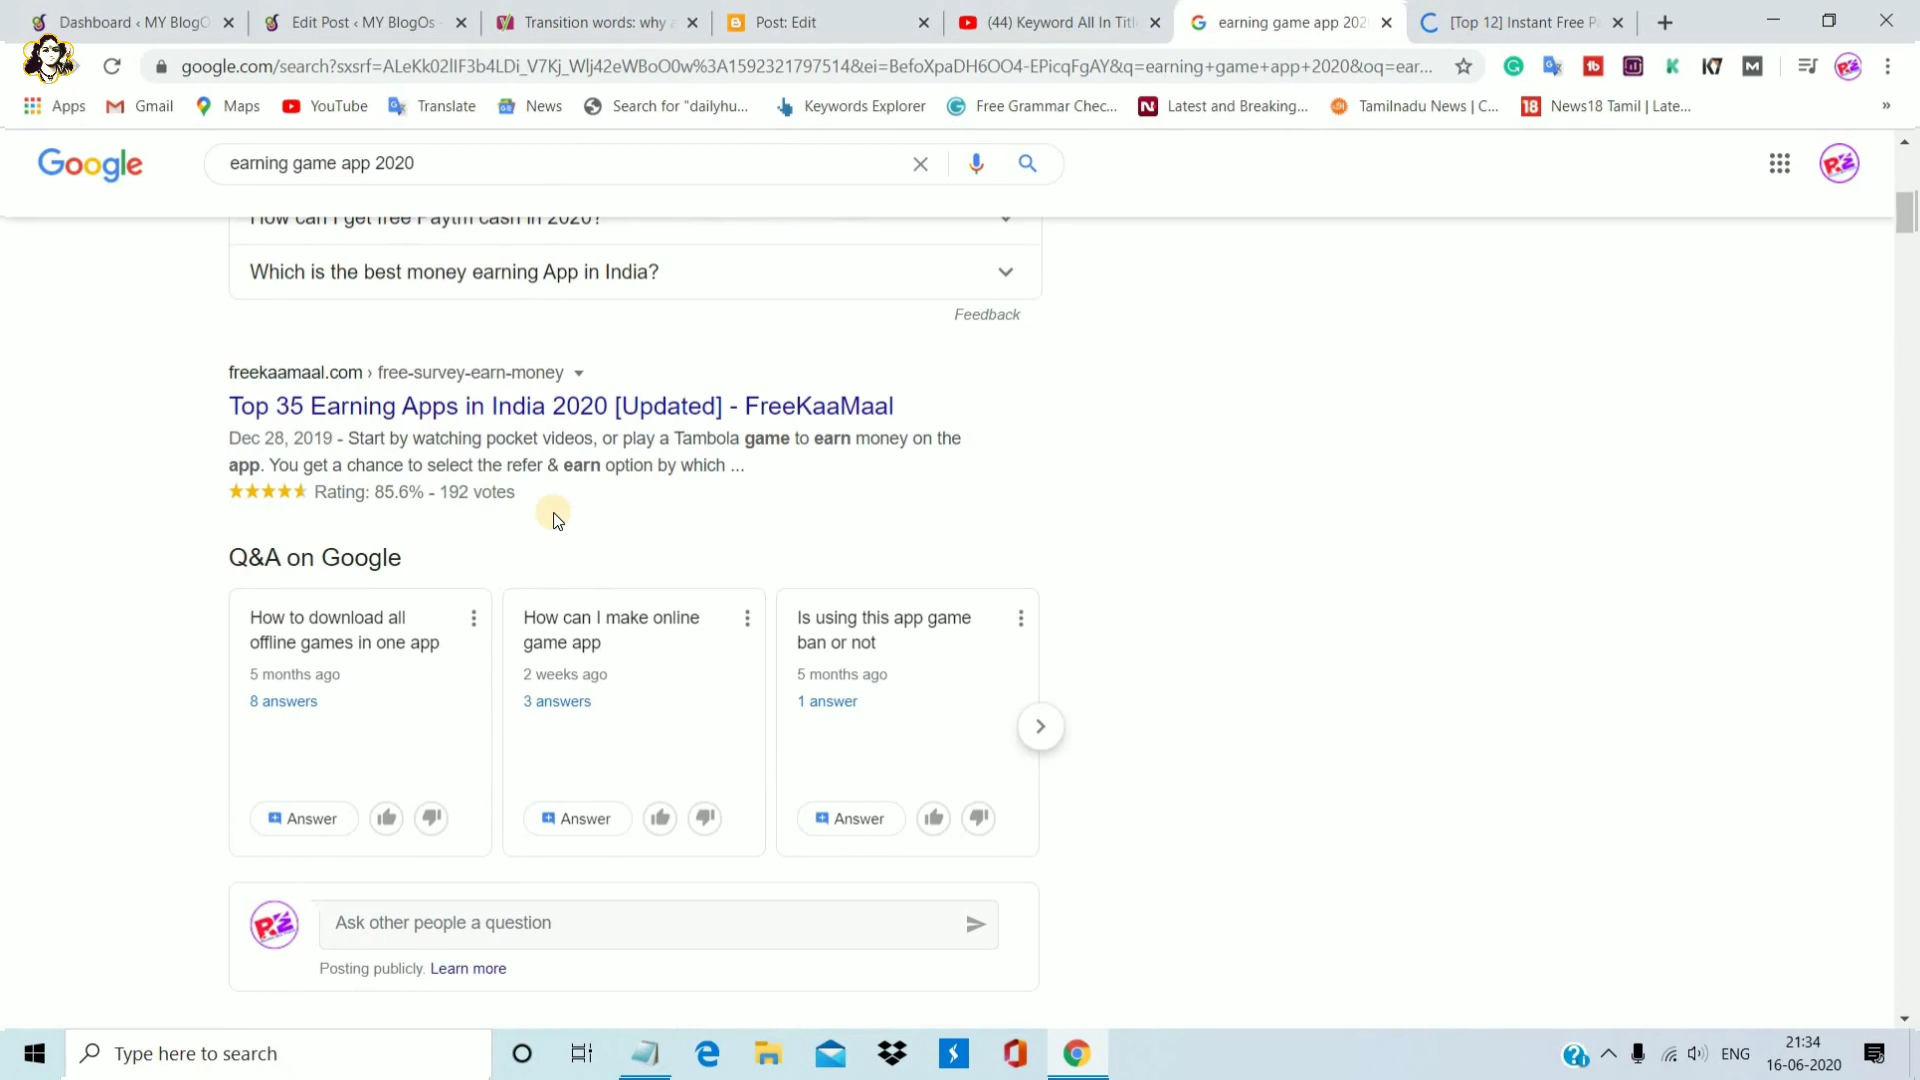 Dashboard ‹ MY BlogO
Edit Post ‹ MY BlogOs -
Transition words: why a
Post: Edit
(44) Keyword All In Titl
earning game app 202
[Top 12] Instant Free P
google.com/search?sxsrf=ALeKk02lIF3b4LDi_V7Kj_Wlj42eWBoO0w%3A1592321797514&ei=BefoXpaDH6OO4-EPicqFgAY&q=earning+game+app+2020&oq=ear...
Apps
Gmail
Maps
YouTube
Translate
News
Search for "dailyhu...
Keywords Explorer
Free Grammar Chec...
Latest and Breaking...
Tamilnadu News | C...
News18 Tamil | Late...
»
Google
earning game app 2020
How can I get free Paytm cash in 2020?
Which is the best money earning App in India?
Feedback
freekaamaal.com › free-survey-earn-money
Top 35 Earning Apps in India 2020 [Updated] - FreeKaaMaal
Dec 28, 2019 - Start by watching pocket videos, or play a Tambola game to earn money on the
app. You get a chance to select the refer & earn option by which ...
Rating: 85.6% - 192 votes
Q&A on Google
How to download all
offline games in one app
5 months ago
8 answers
Answer
How can I make online
game app
2 weeks ago
3 answers
Answer
Is using this app game
ban or not
5 months ago
1 answer
Answer
Ask other people a question
Posting publicly. Learn more
Type here to search
ENG
21:34
16-06-2020